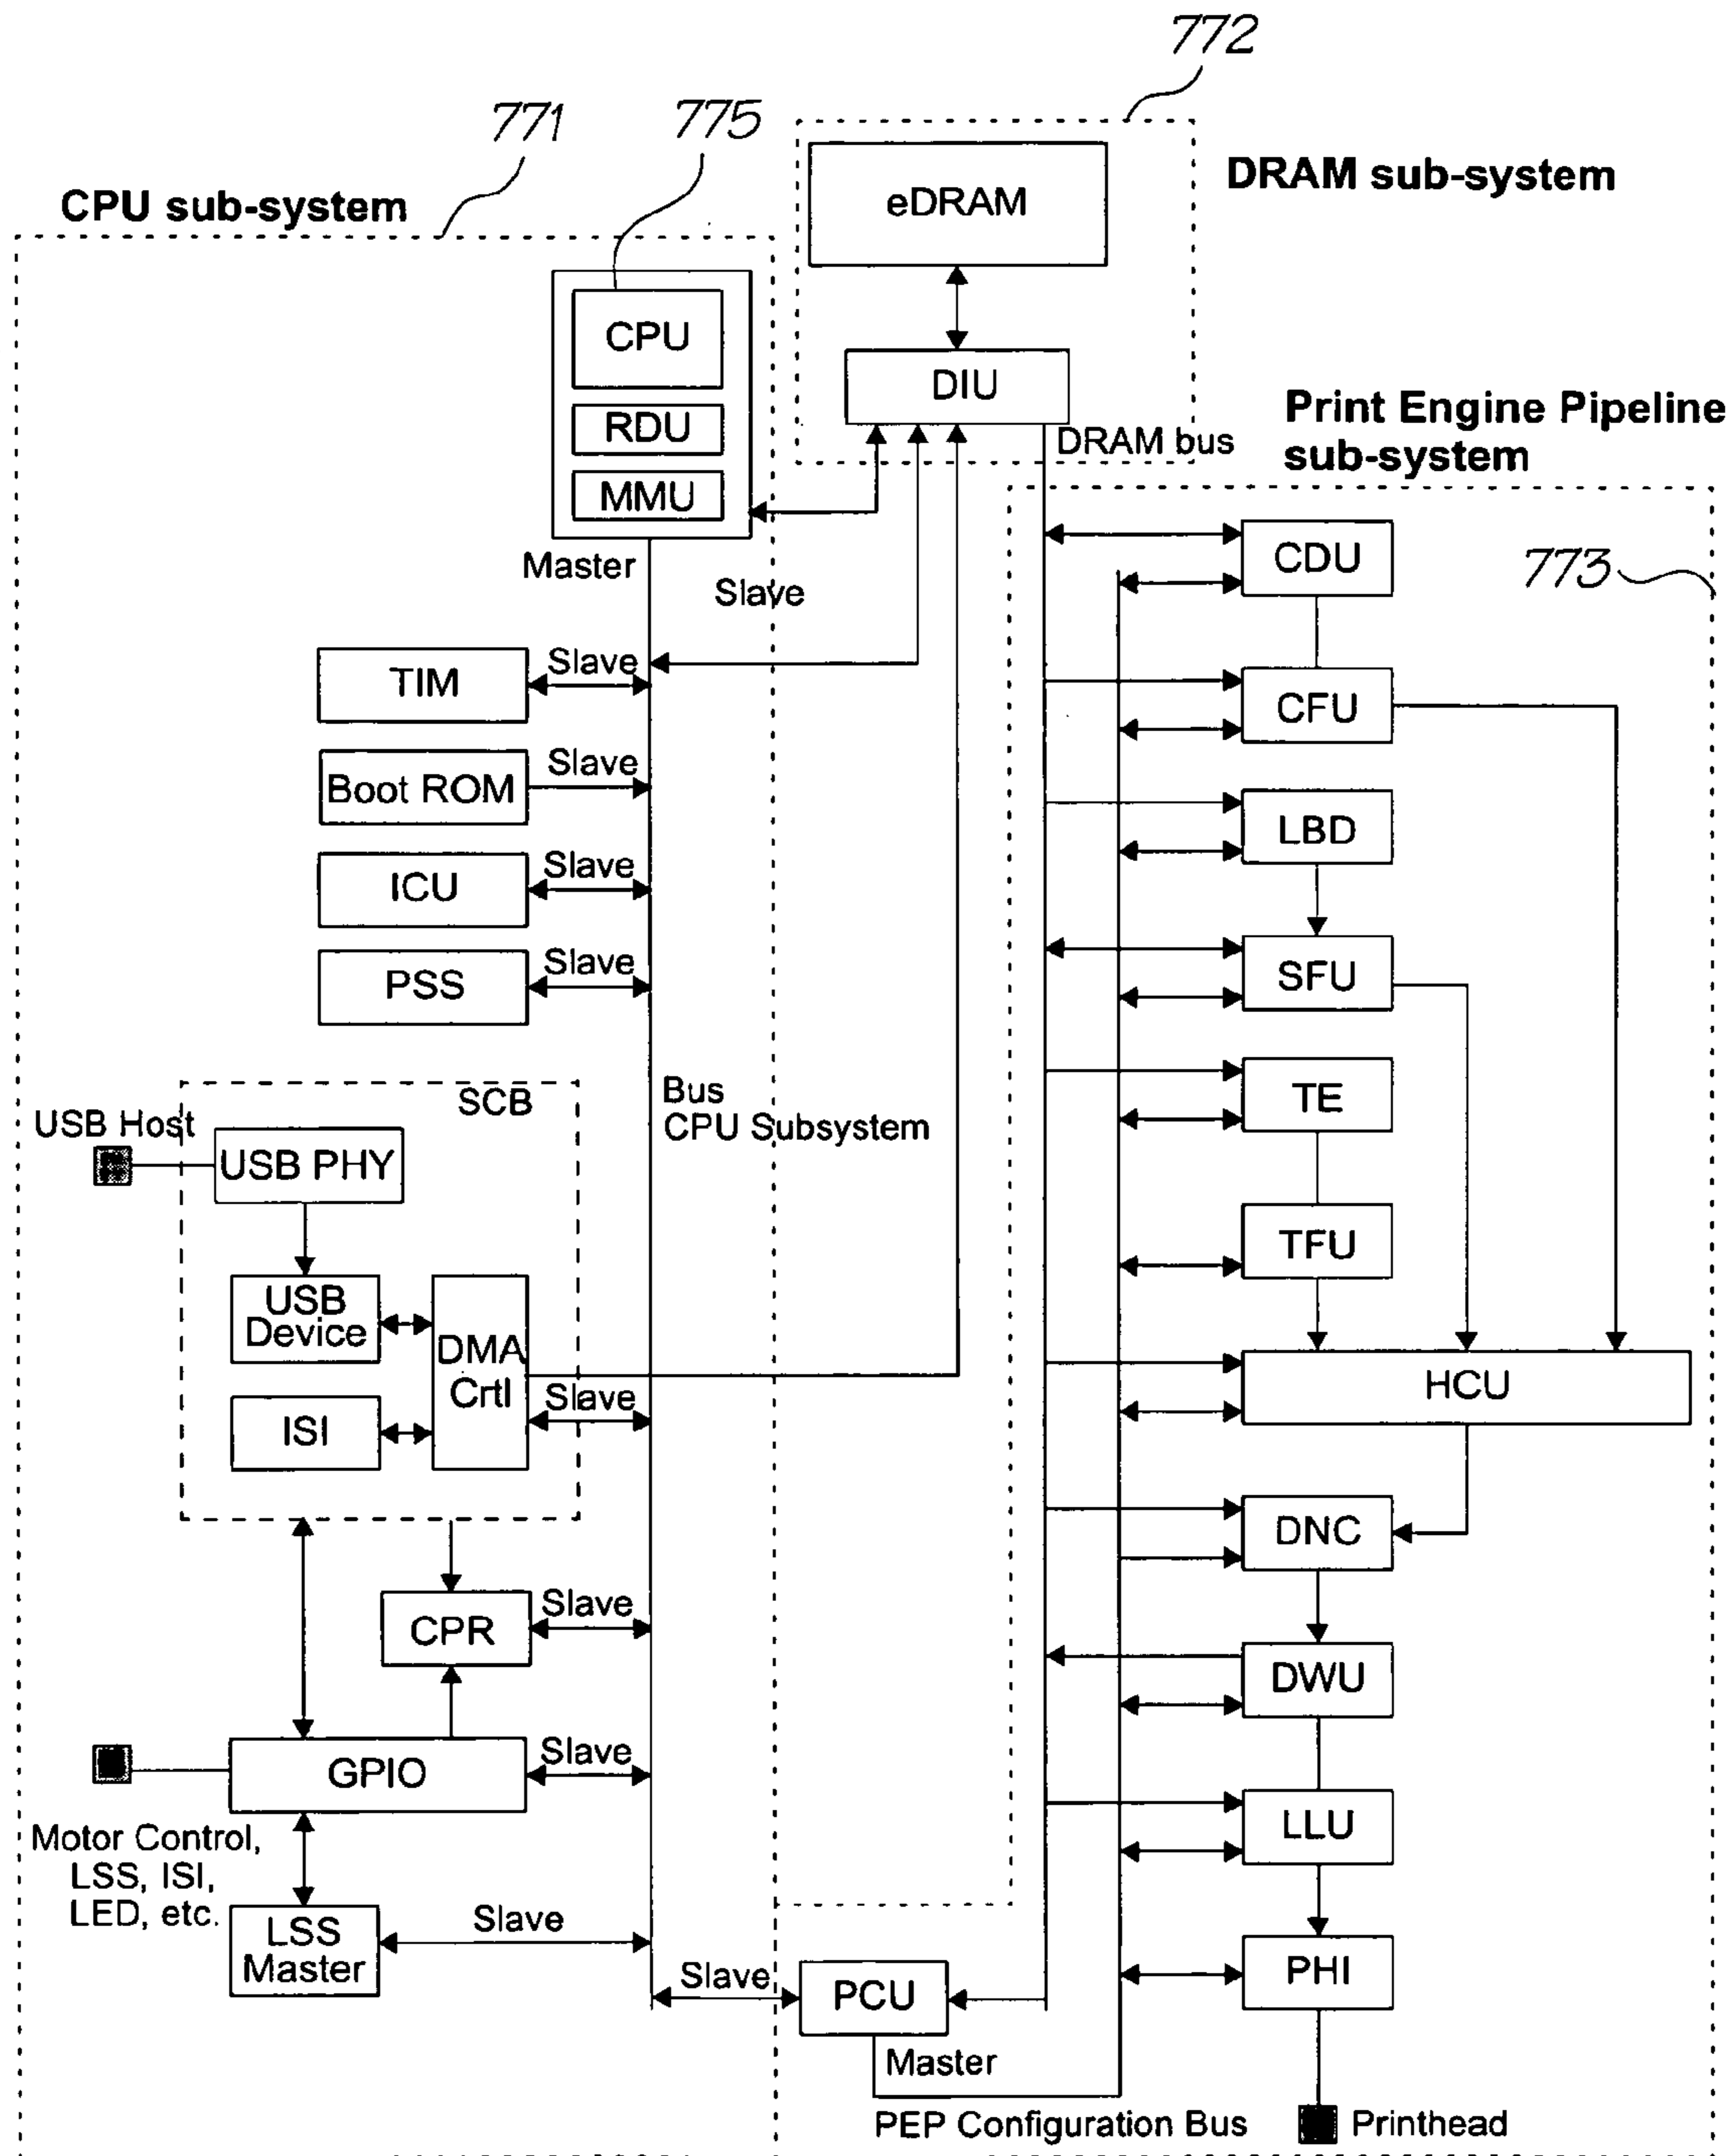 772
771
775
DRAM sub-system
CPU sub-system
eDRAM
CPU
DIU
RDU
Print Engine Pipeline
sub-system
DRAM bus
MMU
Master
Slave
CDU
773
TIM
Slave
CFU
Boot ROM
Slave
LBD
ICU
Slave
PSS
Slave
SFU
SCB
Bus
CPU Subsystem
TE
USB Host
USB PHY
TFU
USB
Device
DMA
Crtl
Slave
HCU
ISI
DNC
CPR
Slave
DWU
GPIO
Slave
LLU
Motor Control,
LSS, ISI,
LED, etc.
LSS
Master
Slave
PHI
Slave
PCU
Master
PEP Configuration Bus
Printhead